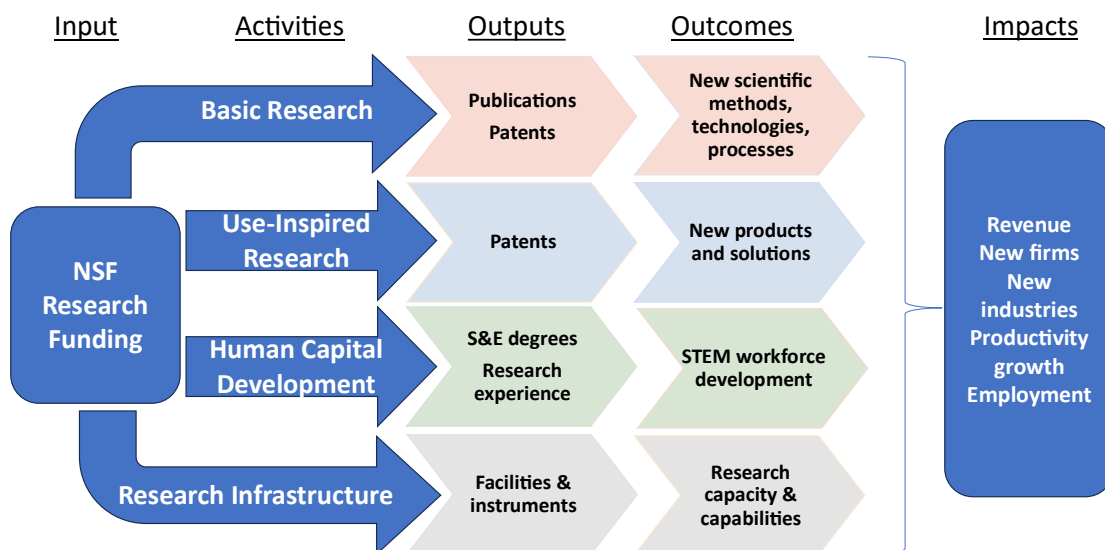 Input
Activities
Outputs
Outcomes
Impacts
NSF
Research
Funding
Basic Research
Publications
Patents
New scientific
methods,
technologies,
processes
Use-Inspired
Research
Patents
New products
and solutions
Human Capital
Development
S&E degrees
Research
experience
STEM workforce
development
Research Infrastructure
Facilities &
instruments
Research
capacity &
capabilities
Revenue
New firms
New
industries
Productivity
growth
Employment